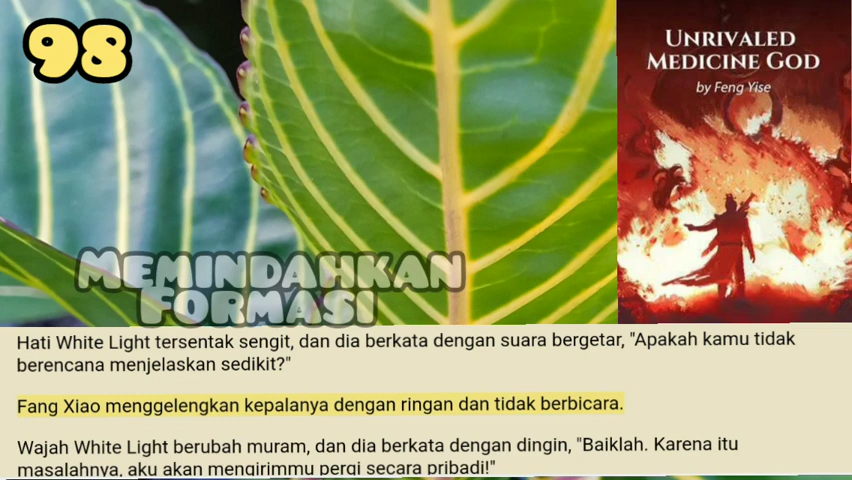 98
UNRIVALED
MEDICINE GOD
by Feng Yise
MEMINDAHKAN
FORMASI
Hati White Light tersentak sengit, dan dia berkata dengan suara bergetar, "Apakah kamu tidak
berencana menjelaskan sedikit?"
Fang Xiao menggelengkan kepalanya dengan ringan dan tidak berbicara.
Wajah White Light berubah muram, dan dia berkata dengan dingin, "Baiklah. Karena itu
masalahnya, aku akan mengirimmu pergi secara pribadi!"